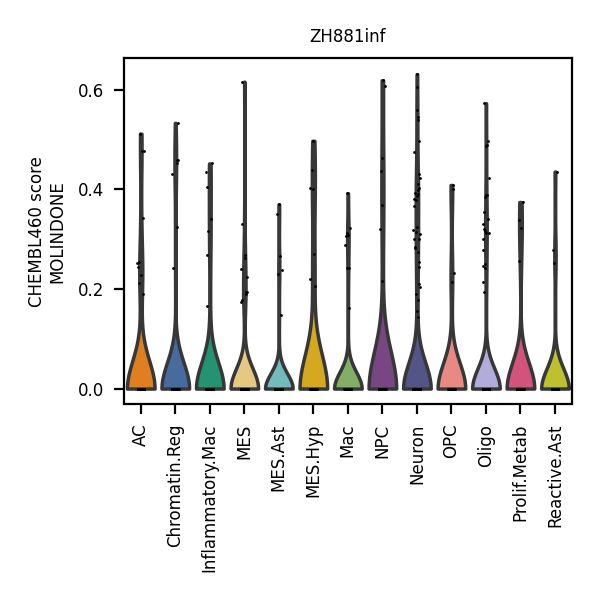 ZH881inf
CHEMBL460 score
MOLINDONE
0.6
0.4
0.2
0.0
AC
Chromatin.Reg
Inflammatory.Mac
MES
MES.Ast
MES.Hyp
Mac
NPC
Neuron
OPC
Oligo
Prolif.Metab
Reactive.Ast